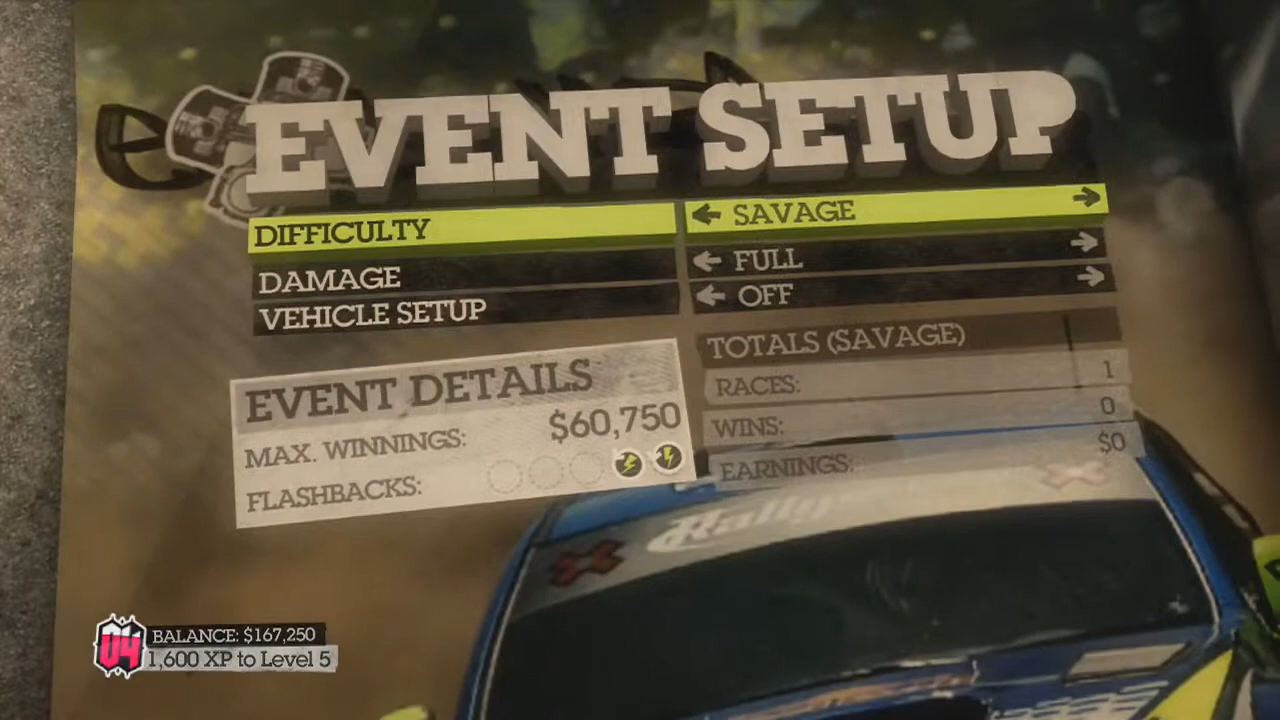 EVENT SETUP
DIFFICULTY SAVAGE
DAMAGE FULL
VEHICLE SETUP OFF
EVENT DETAILS
MAX. WINNINGS: $60,750
FLASHBACKS:
TOTALS (SAVAGE)
RACES: 1
WINS: 0
EARNINGS: $0
Rally
04
BALANCE: $167,250
1,600 XP to Level 5